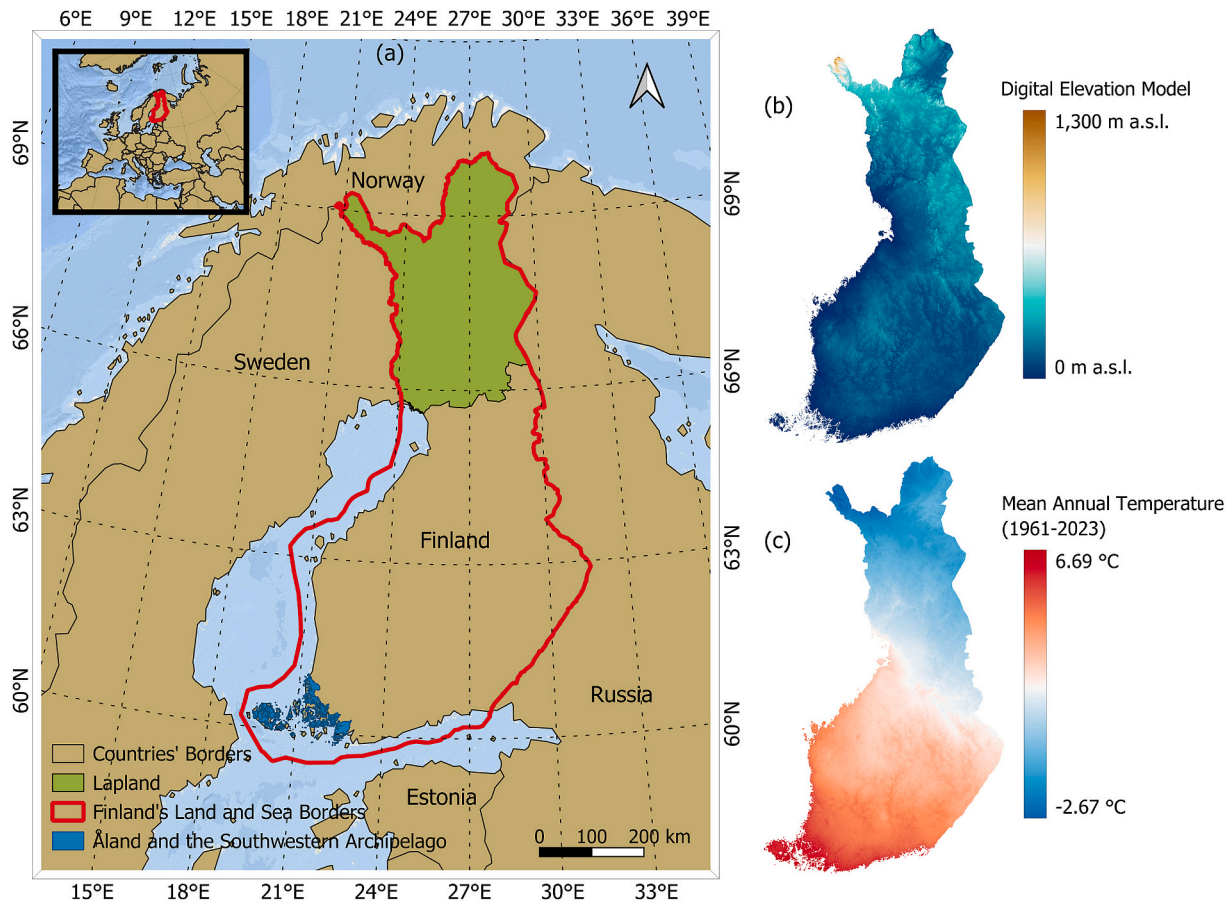 6°E 9°E 12°E 15°E 18°E 21°E 24°E 27°E 30°E 33°E 36°E
(a)
69°N
66°N
63°N
60°N
Norway
Sweden
Finland
Russia
Estonia
69°N
66°N
63°N
60°N
Countries' Borders
Lapland
Finland's Land and Sea Borders
Åland and the Southwestern Archipelago
0 100 200 km
15°E 18°E 21°E 24°E 27°E 30°E 33°E
(b)
Digital Elevation Model
1,300 m a.s.l.
0 m a.s.l.
(c)
Mean Annual Temperature
(1961-2023)
6.69 °C
-2.67 °C